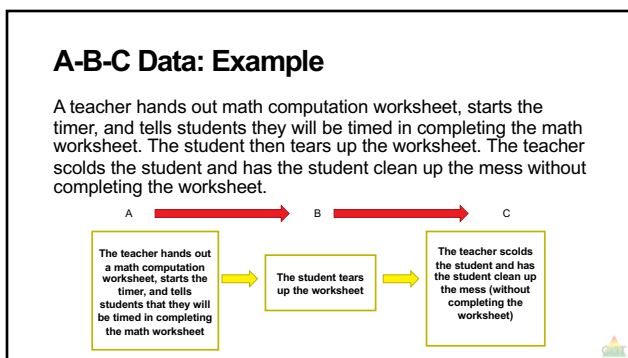 A-B-C Data: Example
A teacher hands out math computation worksheet, starts the
timer, and tells students they will be timed in completing the math
worksheet. The student then tears up the worksheet. The teacher
scolds the student and has the student clean up the mess without
completing the worksheet.
A B C
The teacher hands out
a math computation
worksheet, starts the
timer, and tells
students that they will
be timed in completing
the math worksheet
The student tears
up the worksheet
The teacher scolds
the student and has
the student clean up
the mess (without
completing the
worksheet)